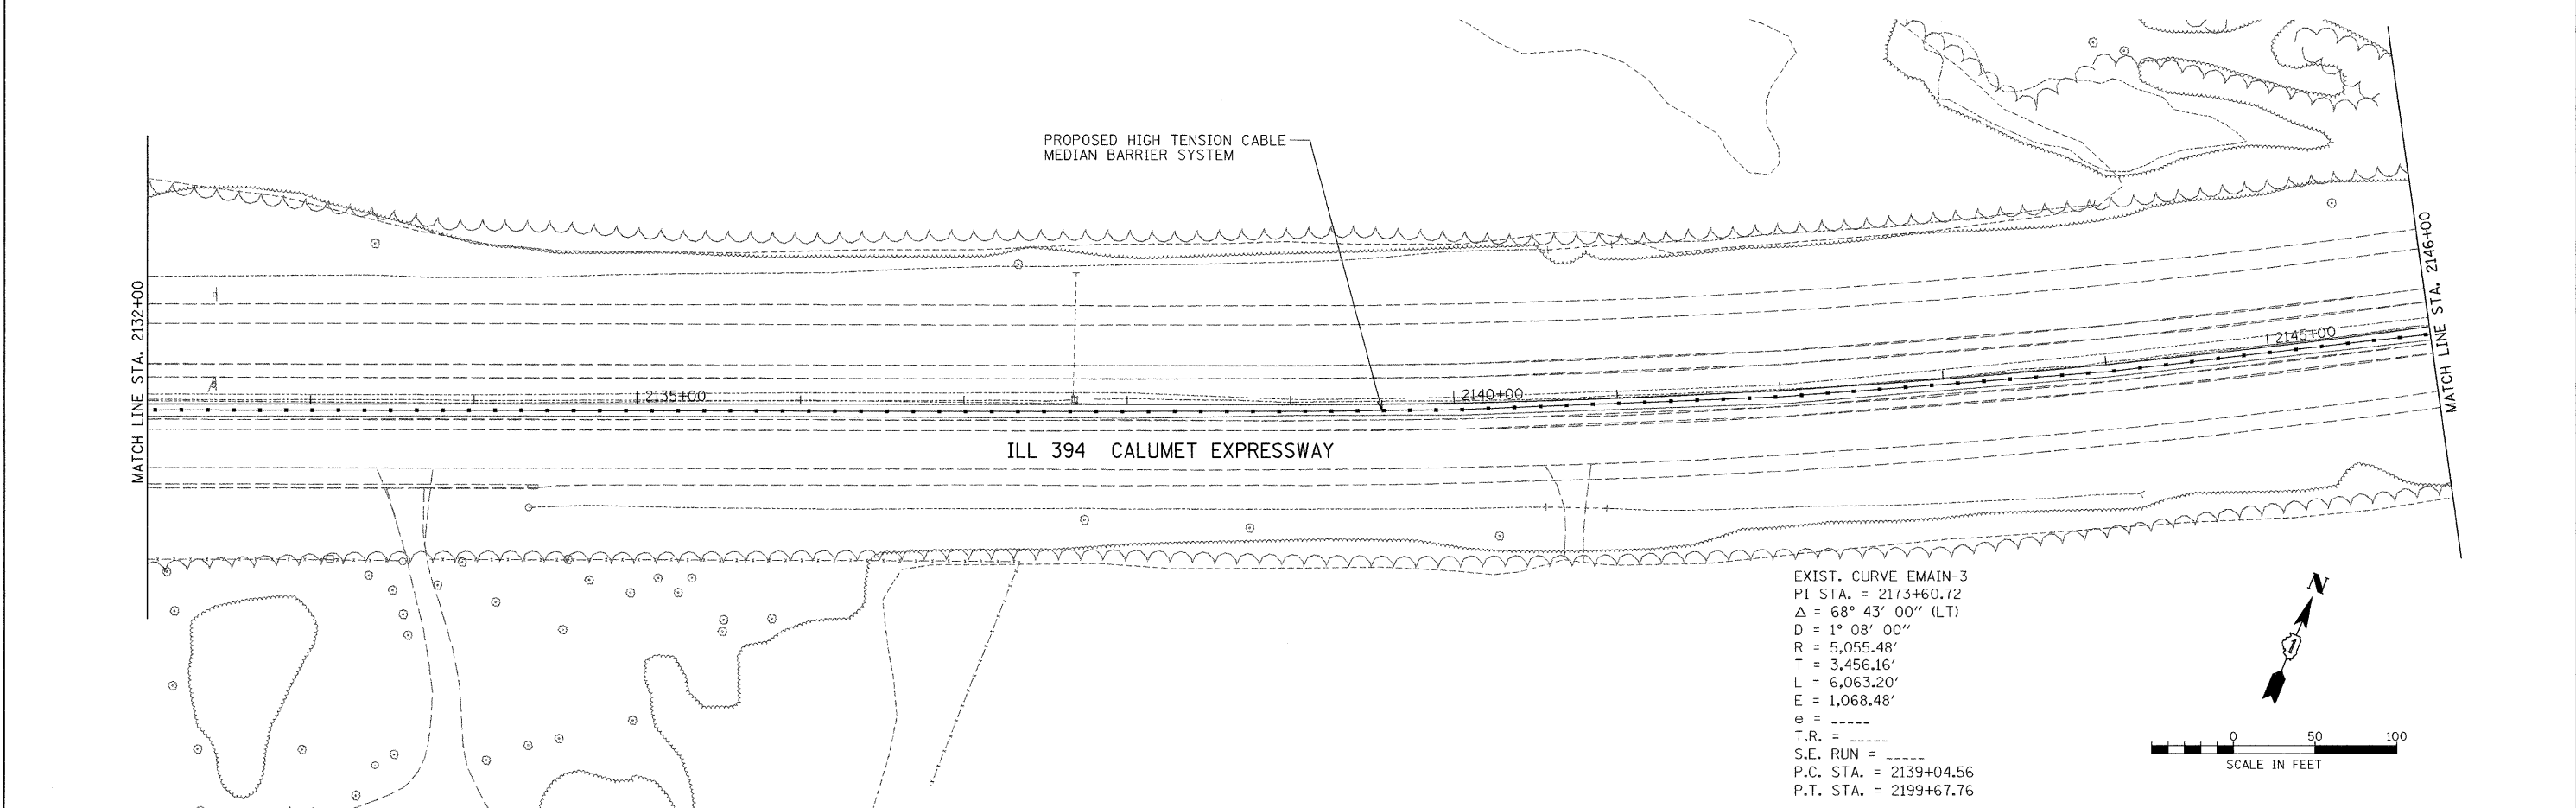 PROPOSED HIGH TENSION CABLE
MEDIAN BARRIER SYSTEM
MATCH LINE STA. 2132+00
MATCH LINE STA. 2146+00
2135+00
2140+00
2145+00
ILL 394 CALUMET EXPRESSWAY
EXIST. CURVE EMAIN-3
PI STA. = 2173+60.72
Δ = 68° 43' 00" (LT)
D = 1° 08' 00"
R = 5,055.48'
T = 3,456.16'
L = 6,063.20'
E = 1,068.48'
e = _____
T.R. = _____
S.E. RUN = _____
P.C. STA. = 2139+04.56
P.T. STA. = 2199+67.76
N
0 50 100
SCALE IN FEET